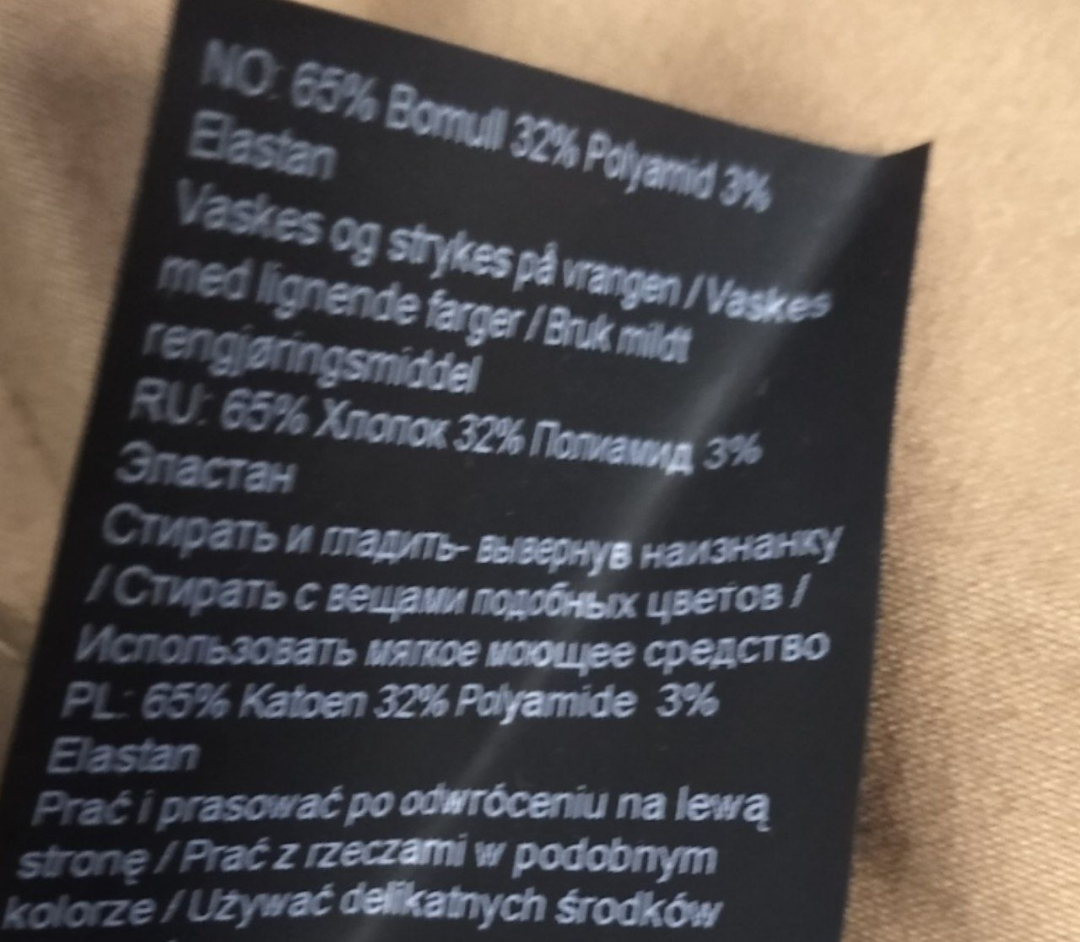 NO: 65% Bomull 32% Polyamid 3%
Elastan
Vaskes og strykes på vrangen / Vaskes
med lignende farger / Bruk mildt
rengjøringsmiddel
RU: 65% Хлопок 32% Полиамид 3%
Эластан
Стирать и гладить- вывернув наизнанку
/ Стирать с вещами подобных цветов /
Использовать мягкое моющее средство
PL: 65% Katoen 32% Polyamide 3%
Elastan
Prać i prasować po odwróceniu na lewą
stronę / Prać z rzeczami w podobnym
kolorze / Używać delikatnych środków